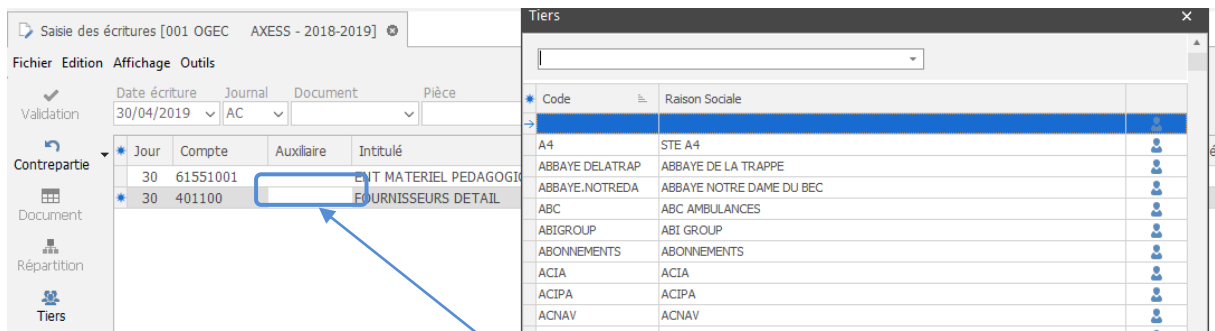 Saisie des écritures [001 OGEC AXESS - 2018-2019]
Fichier Edition Affichage Outils
Date écriture Journal Document Pièce
Validation
30/04/2019 AC
Contrepartie
Jour Compte Auxiliaire Intitulé
30 61551001 ENT MATERIEL PEDAGOGIC
30 401100 FOURNISSEURS DETAIL
Document
Répartition
Tiers
Tiers
Code Raison Sociale
A4 STE A4
ABBAYE DELATRAP ABBAYE DE LA TRAPPE
ABBAYE.NOTREDA ABBAYE NOTRE DAME DU BEC
ABC ABC AMBULANCES
ABIGROUP ABI GROUP
ABONNEMENTS ABONNEMENTS
ACIA ACIA
ACIPA ACIPA
ACNAV ACNAV